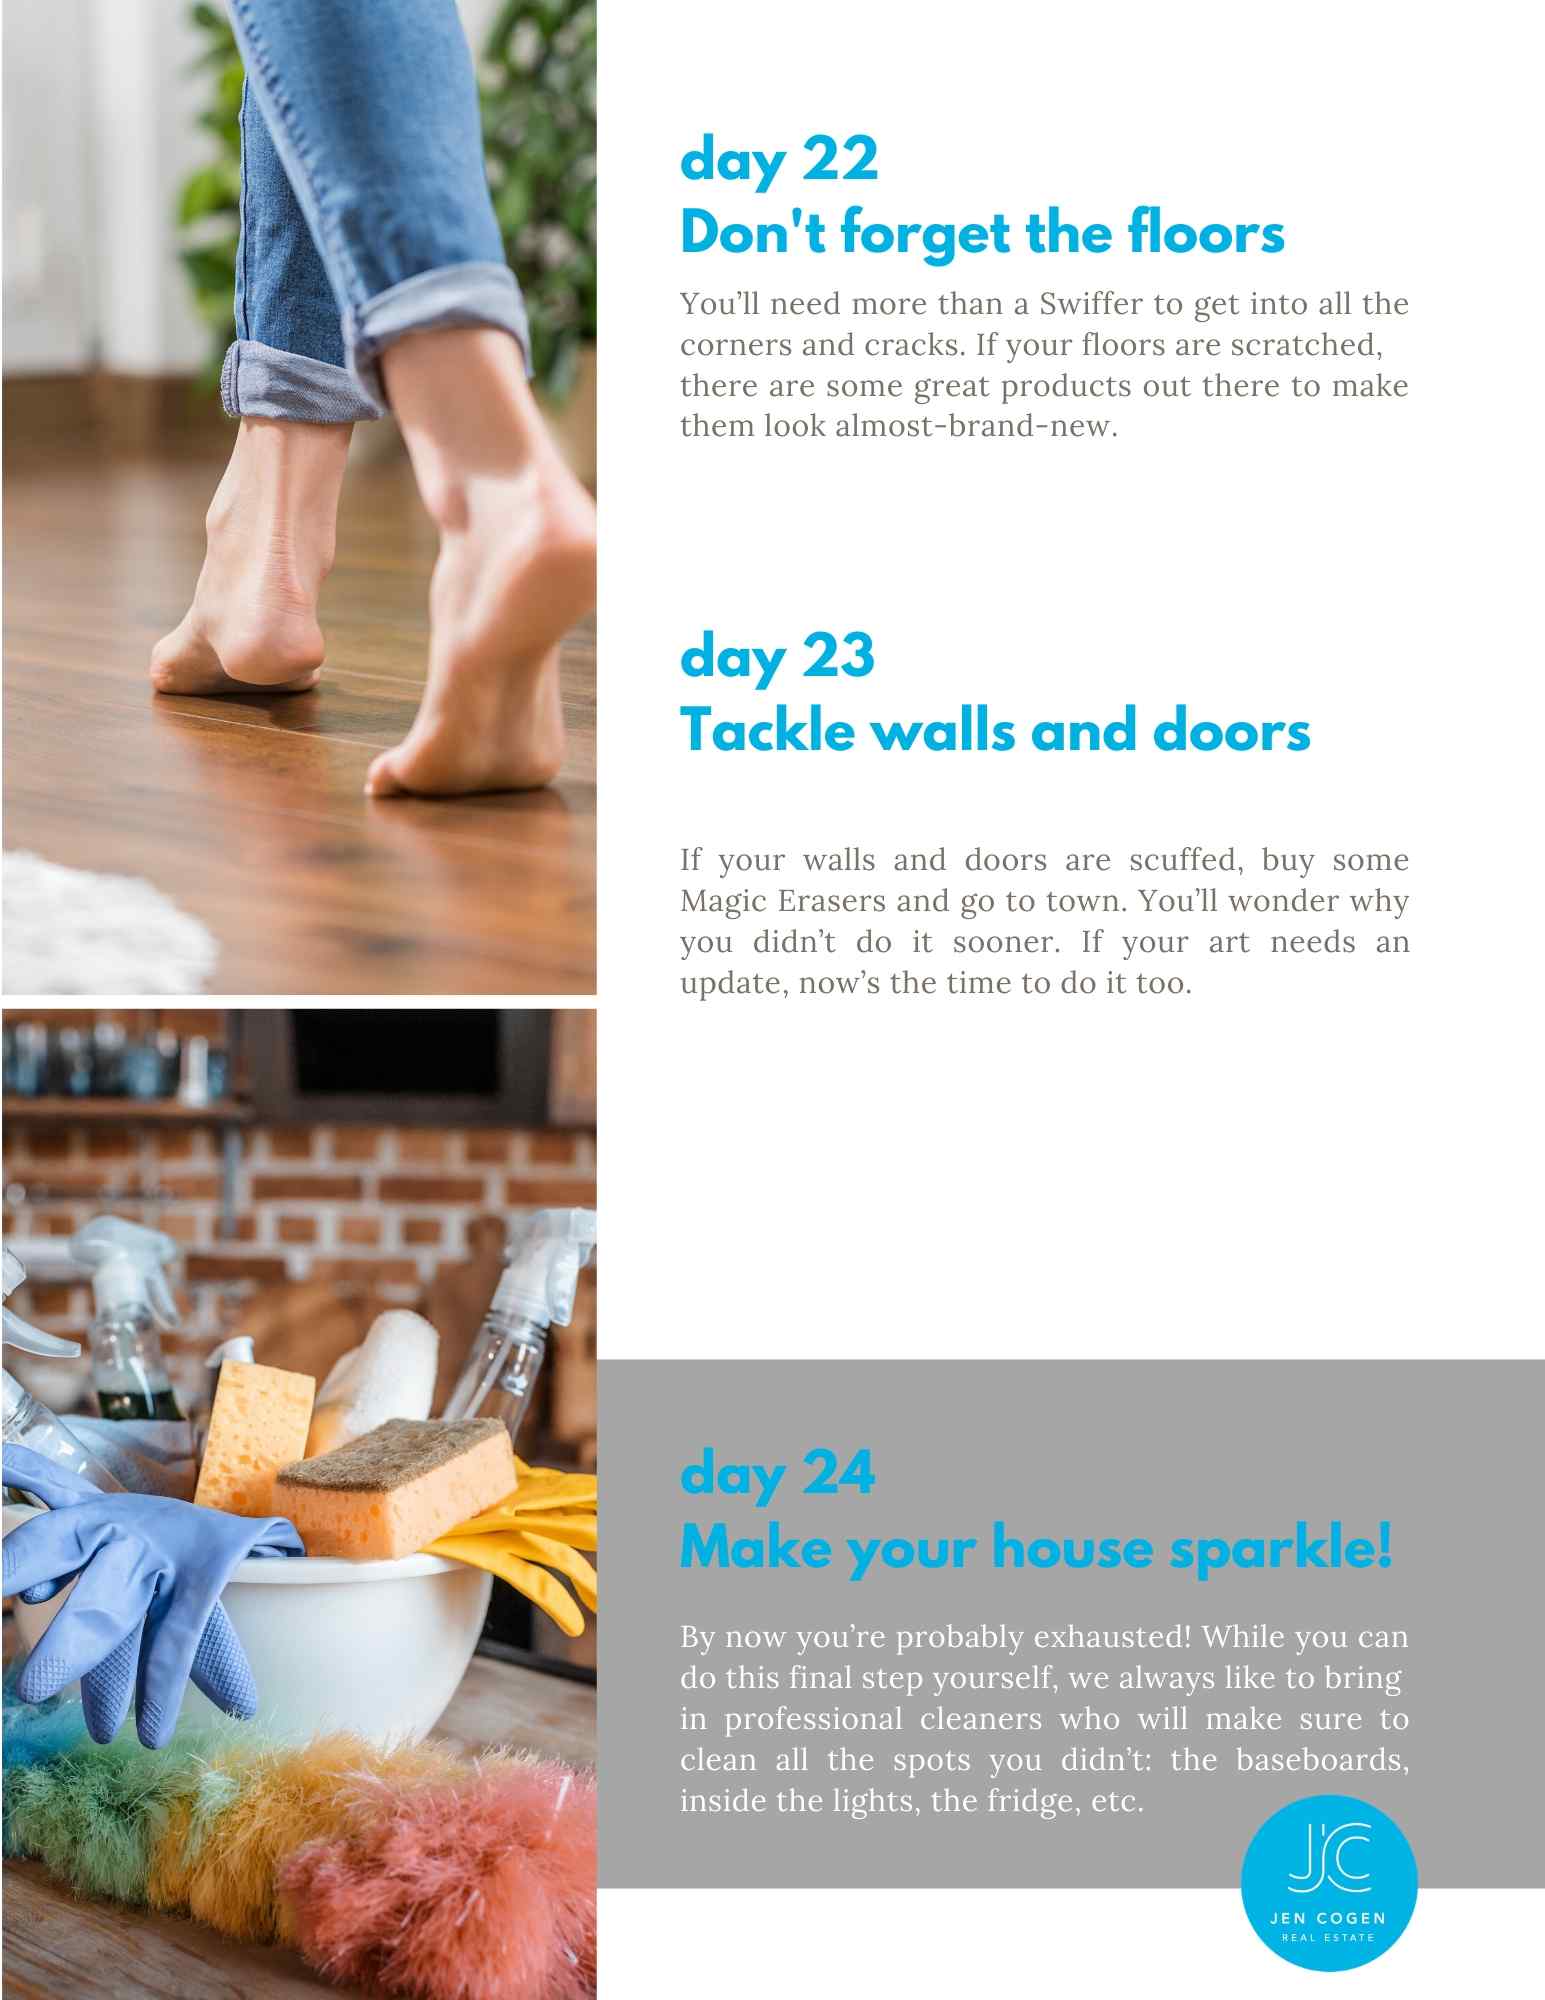 day 22
Don't forget the floors
You’ll need more than a Swiffer to get into all the
corners and cracks. If your floors are scratched,
there are some great products out there to make
them look almost-brand-new.
day 23
Tackle walls and doors
If your walls and doors are scuffed, buy some
Magic Erasers and go to town. You’ll wonder why
you didn’t do it sooner. If your art needs an
update, now’s the time to do it too.
day 24
Make your house sparkle!
By now you’re probably exhausted! While you can
do this final step yourself, we always like to bring
in professional cleaners who will make sure to
clean all the spots you didn’t: the baseboards,
inside the lights, the fridge, etc.
JC
JEN COGEN
REAL ESTATE